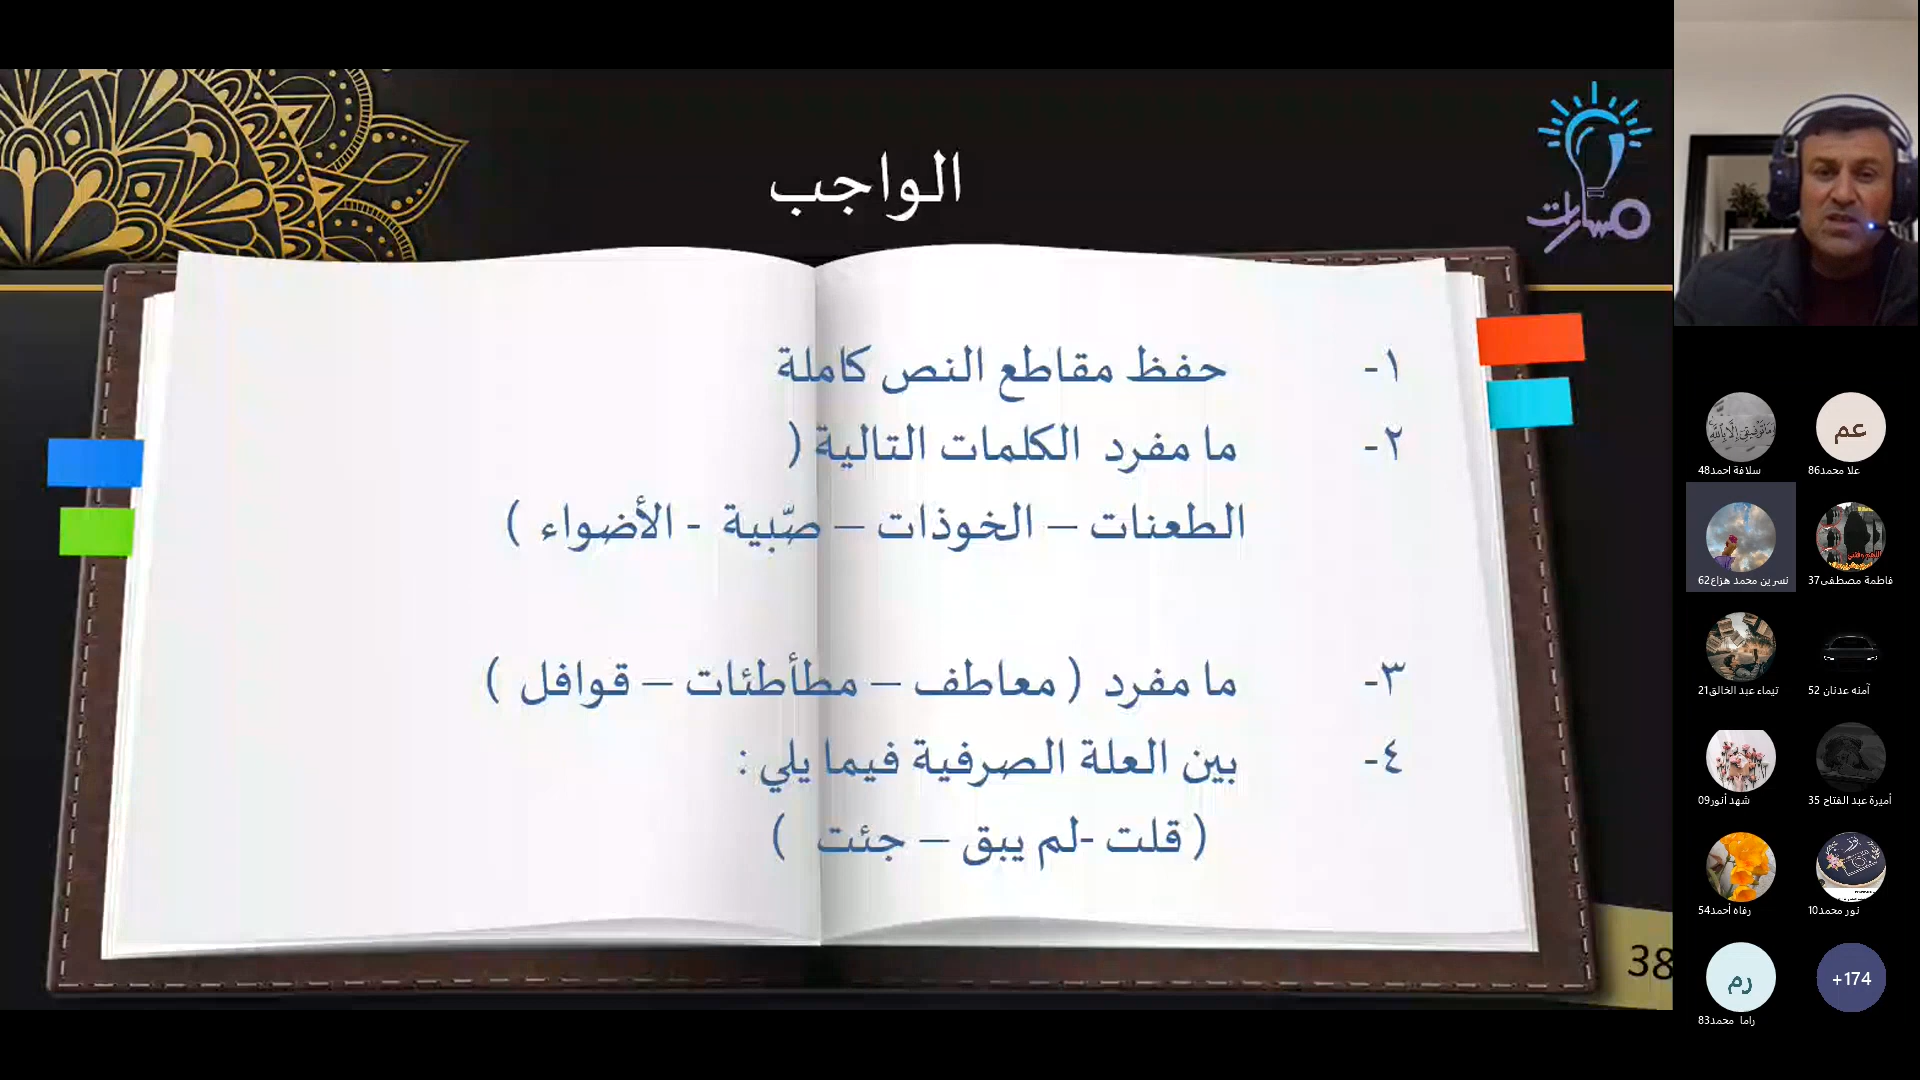 الواجب
مسارات
١- حفظ مقاطع النص كاملة
٢- ما مفرد الكلمات التالية (
الطعنات – الخوذات – صّبية - الأضواء )
٣- ما مفرد ( معاطف – مطأطئات – قوافل )
٤- بين العلة الصرفية فيما يلي :
( قلت -لم يبق – جئت )
38
عم
سلافة احمد48
علا محمد86
نسرين محمد هزاع62
فاطمة مصطفى37
تيماء عبد الخالق21
آمنه عدنان 52
شهد أنور09
أميرة عبد الفتاح 35
رفاه أحمد54
نور محمد10
رم
+174
راما محمد83